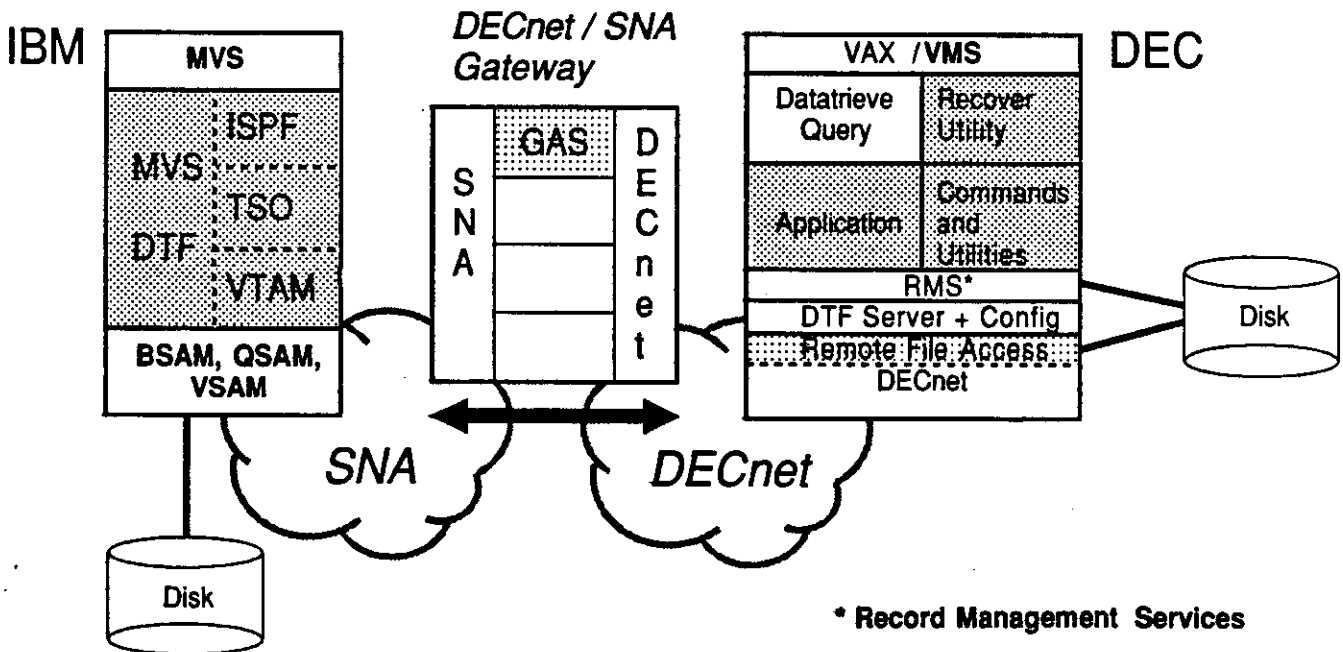 IBM
MVS
MVS
DTF
ISPF
TSO
VTAM
BSAM, QSAM,
VSAM
Disk
DECnet / SNA
Gateway
SNA
GAS
DECnet
SNA
DECnet
DEC
VAX / VMS
Datatrieve
Query
Recover
Utility
Application
Commands
and
Utilities
RMS*
DTF Server + Config
Remote File Access
DECnet
Disk
* Record Management Services